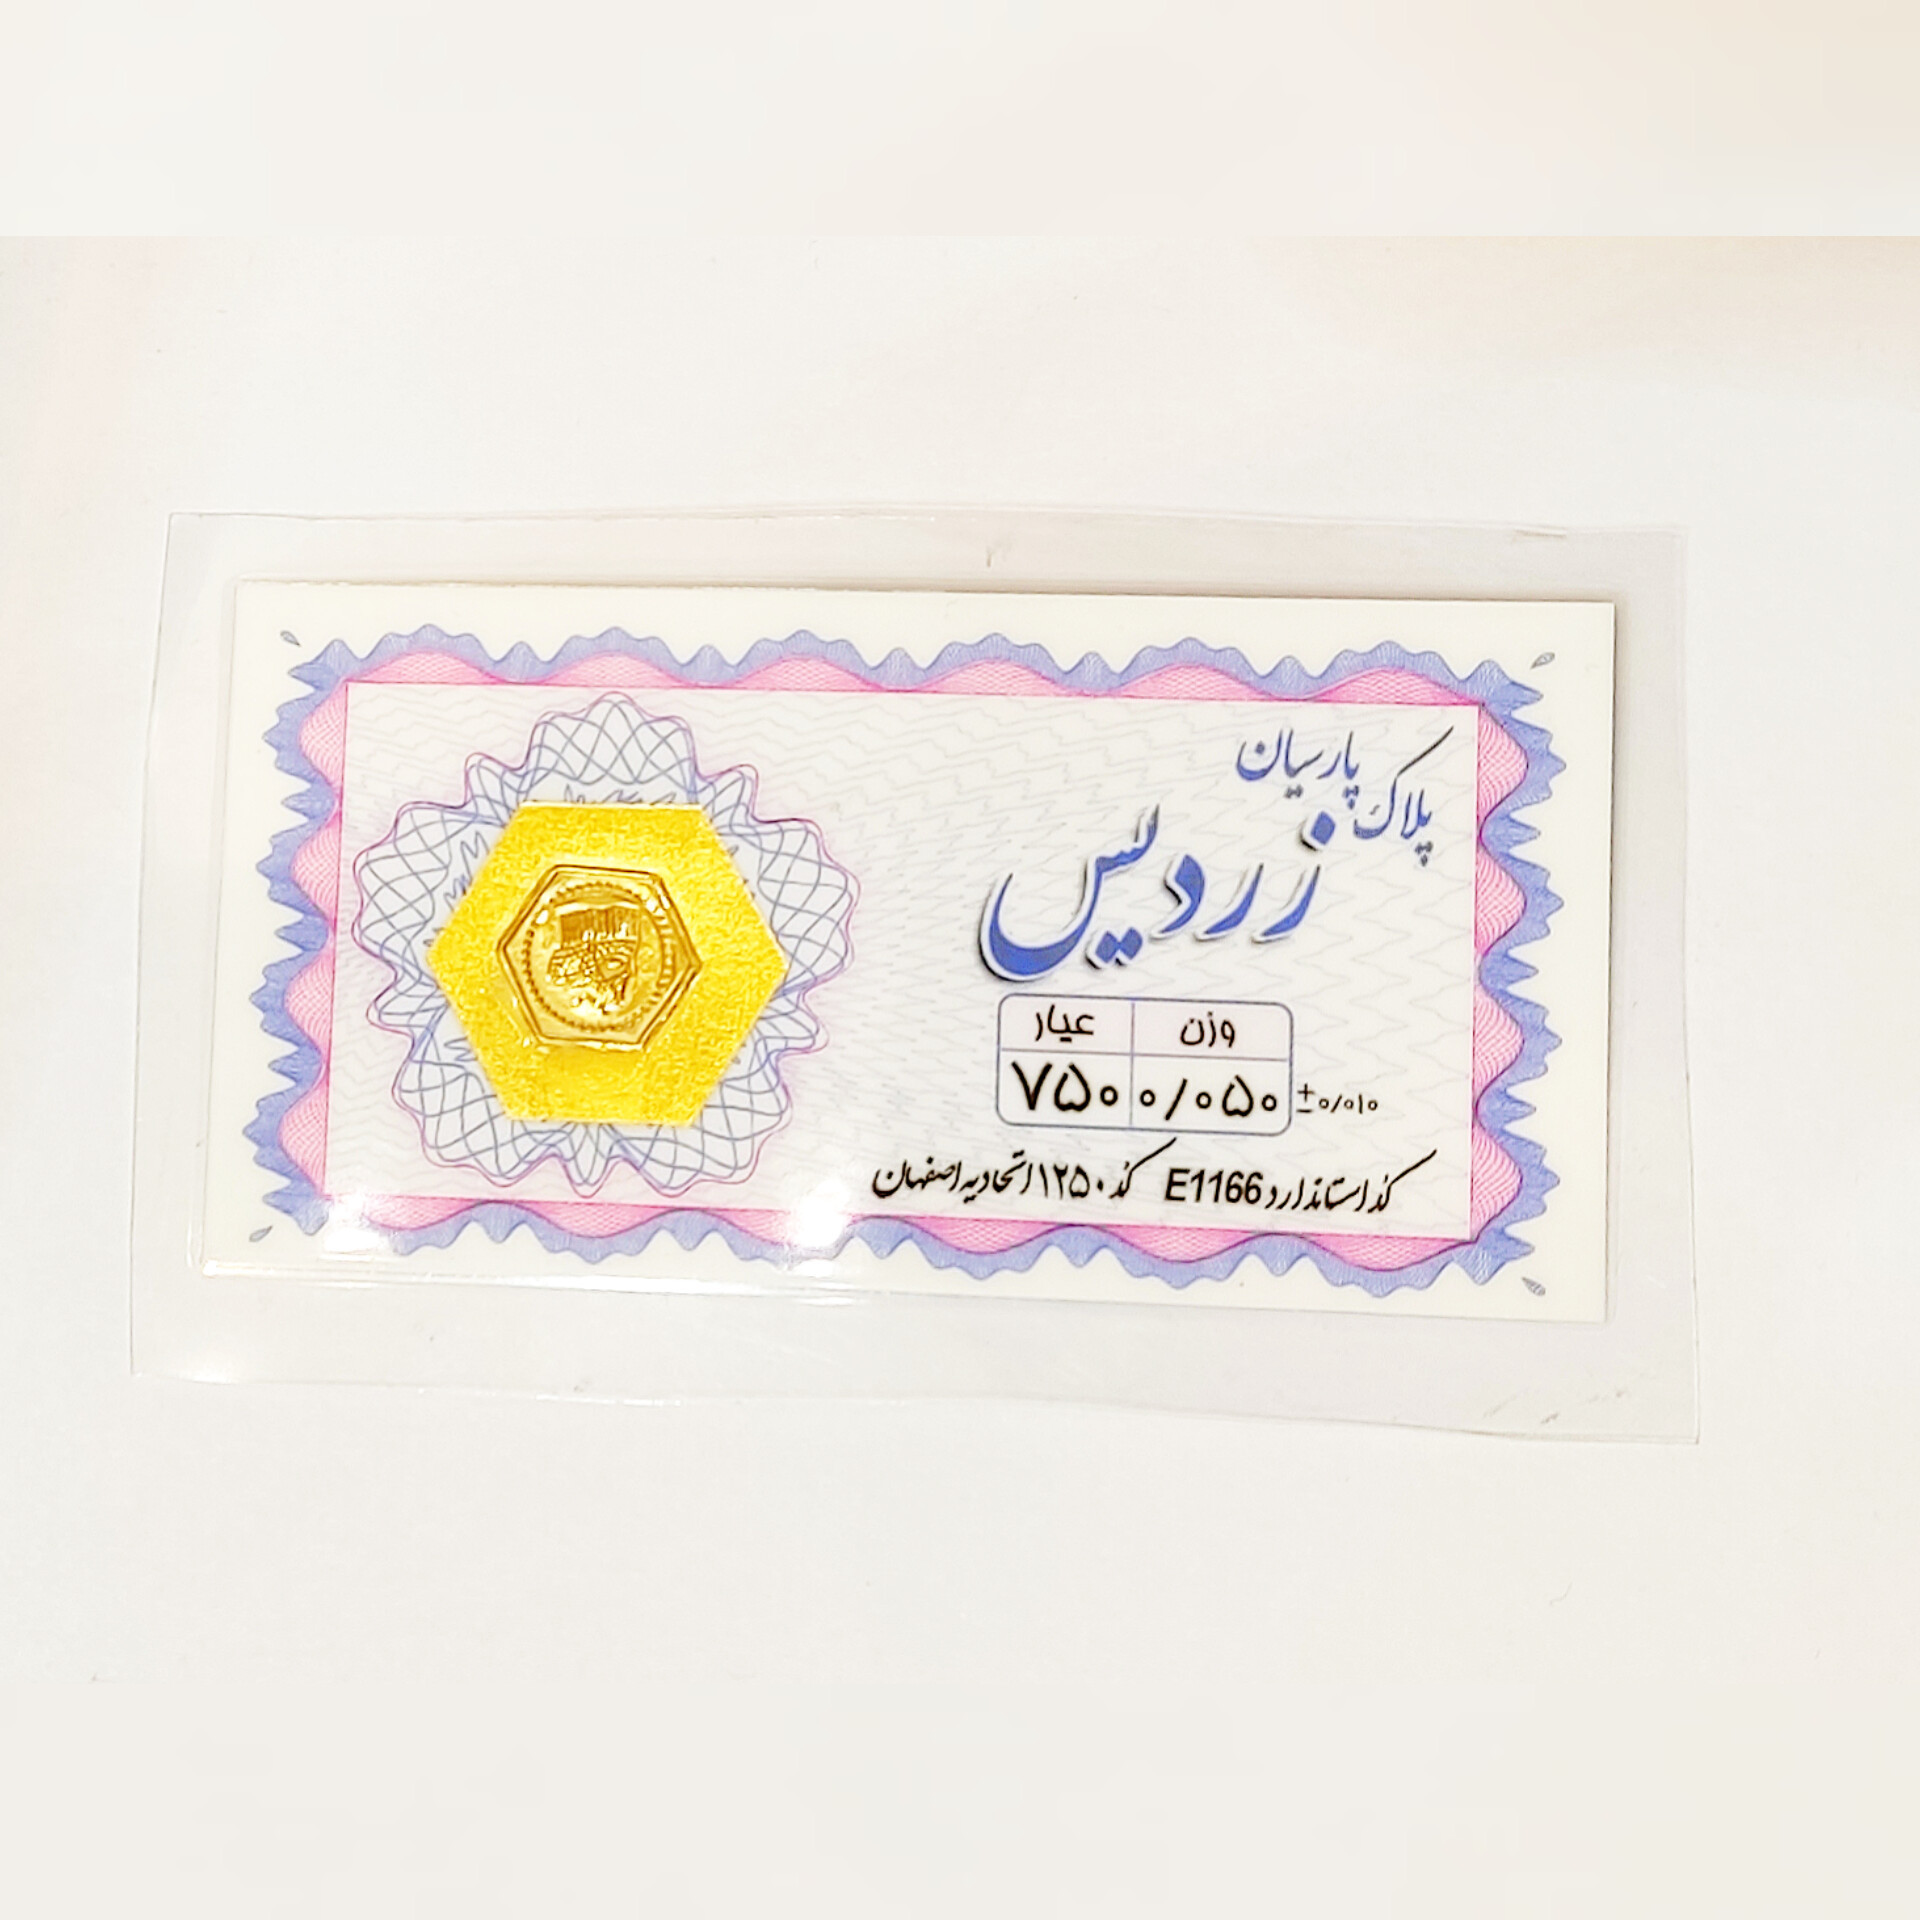 پلاک پارسیان
زردیس
وزن عیار
۰/۰۵۰ ۷۵۰
±۰/۰۱۰
کد استاندارد E1166 کد ۱۲۵۰ اتحادیه اصفهان